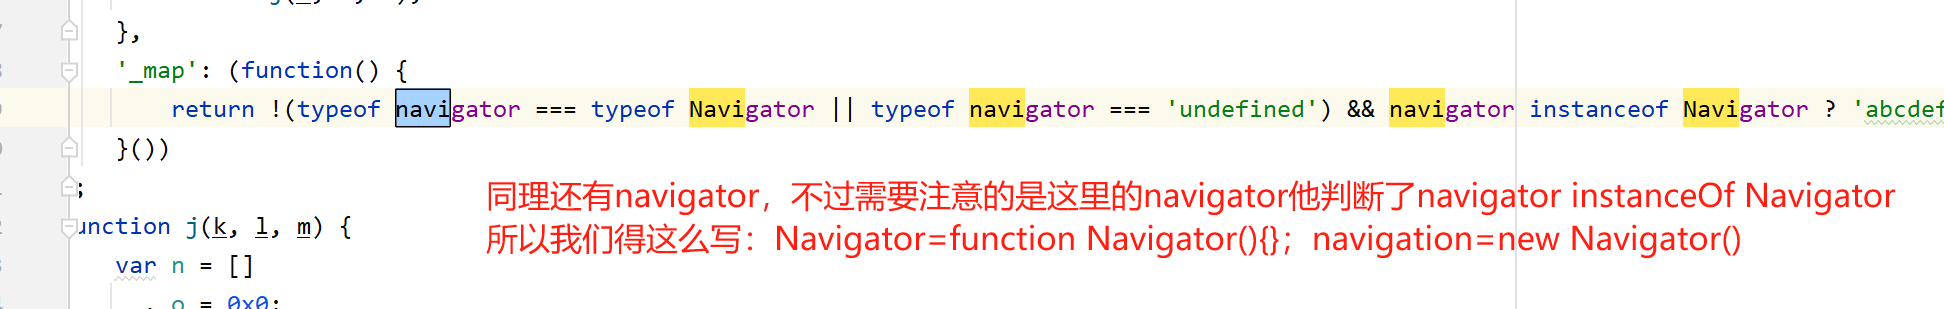 },
'_map': (function() {
return !(typeof navigator === typeof Navigator || typeof navigator === 'undefined') && navigator instanceof Navigator ? 'abcdef
}())
;
同理还有navigator，不过需要注意的是这里的navigator他判断了navigator instanceOf Navigator
所以我们得这么写：Navigator=function Navigator(){}；navigation=new Navigator()
unction j(k, l, m) {
var n = []
, o = 0x0;